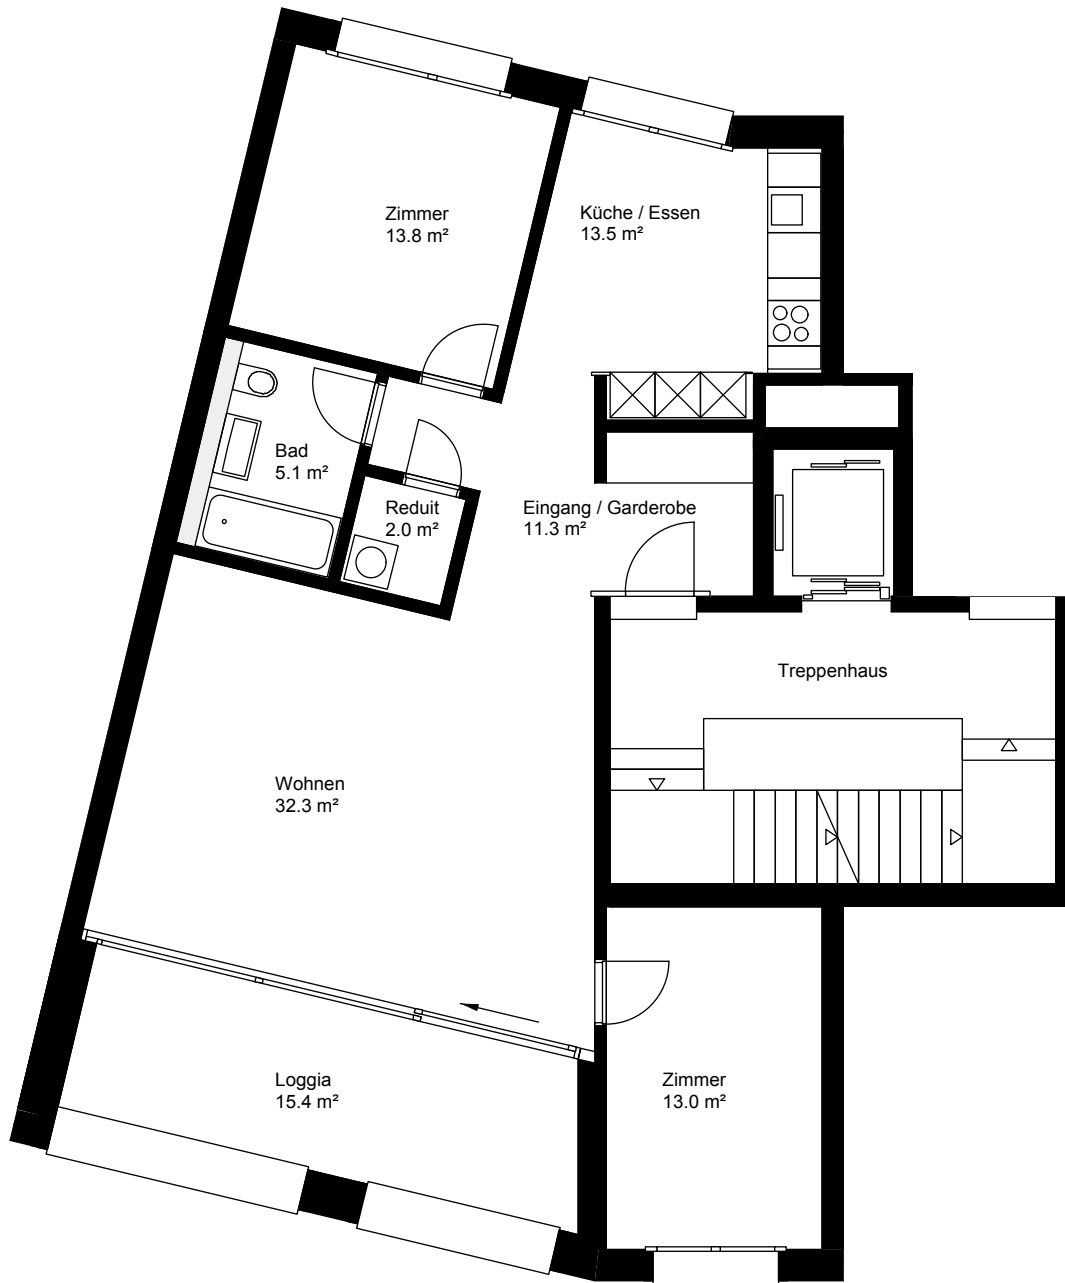 Zimmer
13.8 m²
Küche / Essen
13.5 m²
Bad
5.1 m²
Reduit
2.0 m²
Eingang / Garderobe
11.3 m²
Treppenhaus
Wohnen
32.3 m²
Loggia
15.4 m²
Zimmer
13.0 m²